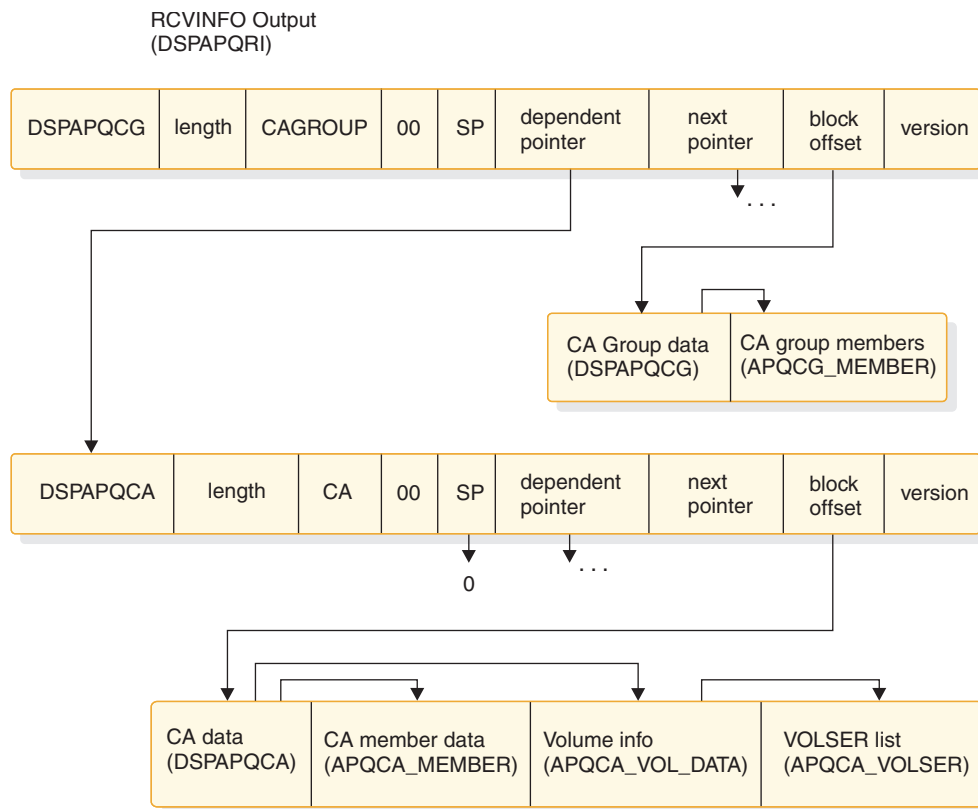 RCVINFO Output
(DSPAPQRI)
DSPAPQCG
length
CAGROUP
00
SP
dependent
pointer
next
pointer
block
offset
version
. . .
CA Group data
(DSPAPQCG)
CA group members
(APQCG_MEMBER)
DSPAPQCA
length
CA
00
SP
dependent
pointer
next
pointer
block
offset
version
0
. . .
CA data
(DSPAPQCA)
CA member data
(APQCA_MEMBER)
Volume info
(APQCA_VOL_DATA)
VOLSER list
(APQCA_VOLSER)